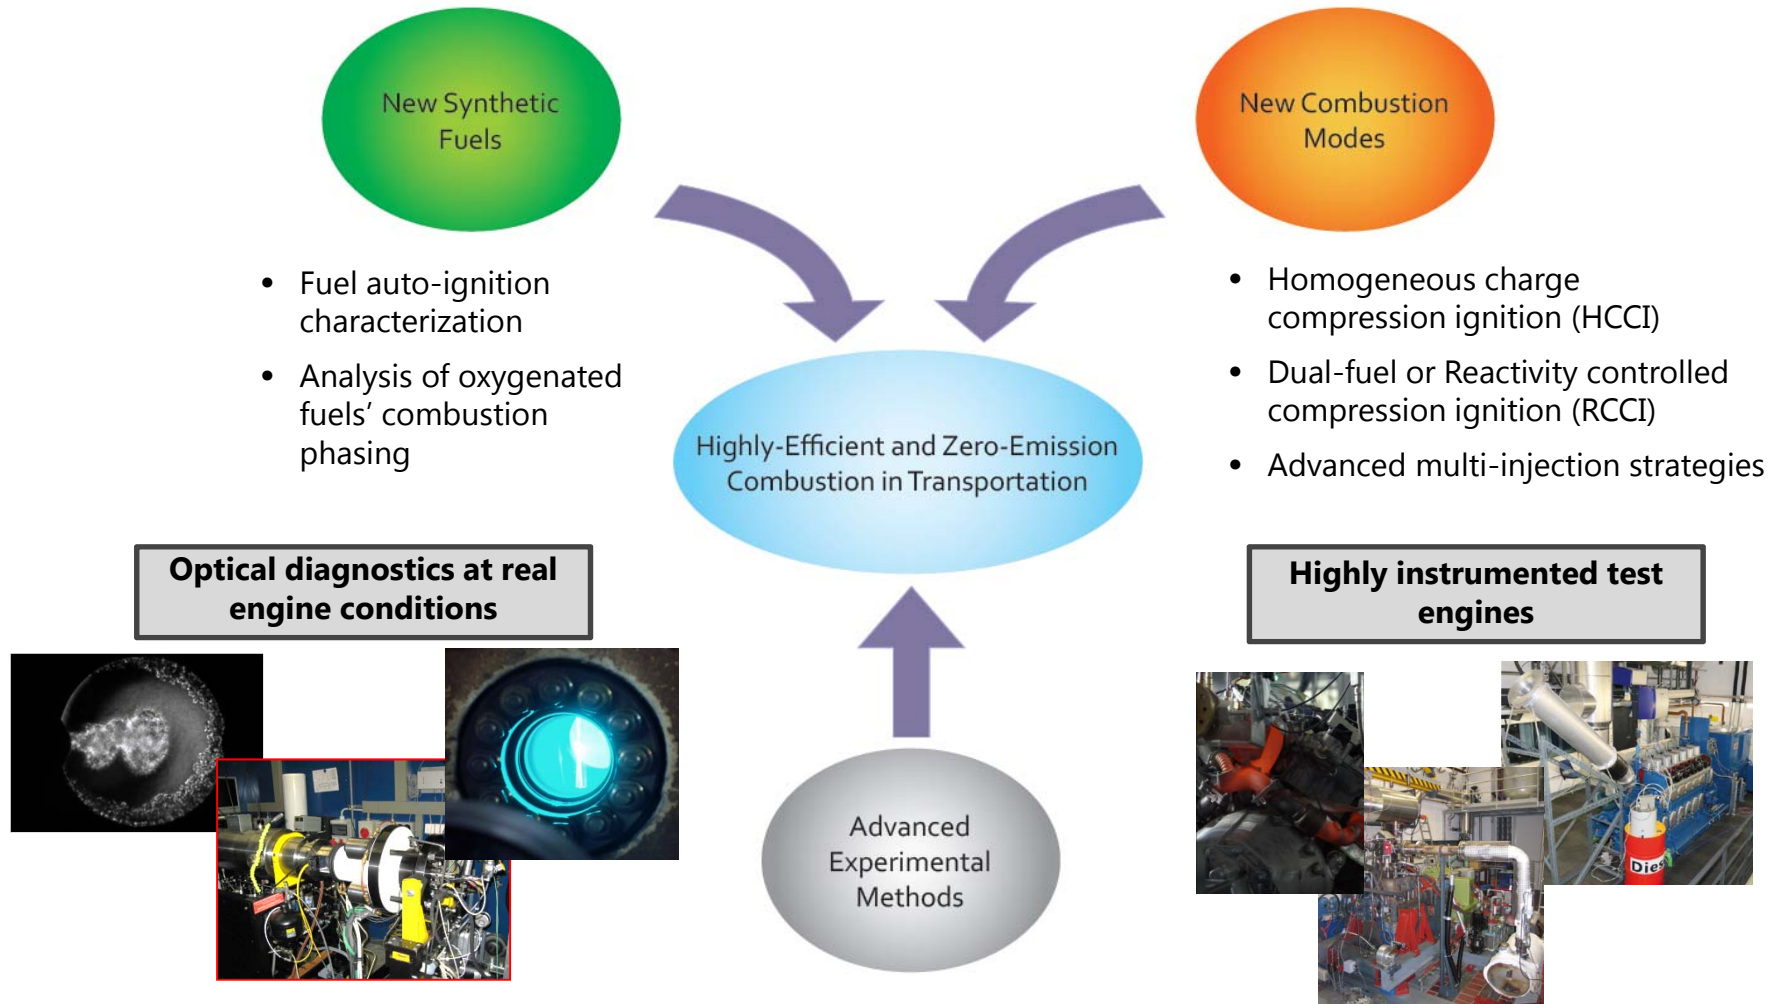 New Synthetic
Fuels
New Combustion
Modes
• Fuel auto-ignition
characterization
• Analysis of oxygenated
fuels’ combustion
phasing
• Homogeneous charge
compression ignition (HCCI)
• Dual-fuel or Reactivity controlled
compression ignition (RCCI)
• Advanced multi-injection strategies
Highly-Efficient and Zero-Emission
Combustion in Transportation
Optical diagnostics at real
engine conditions
Highly instrumented test
engines
Advanced
Experimental
Methods
Dies